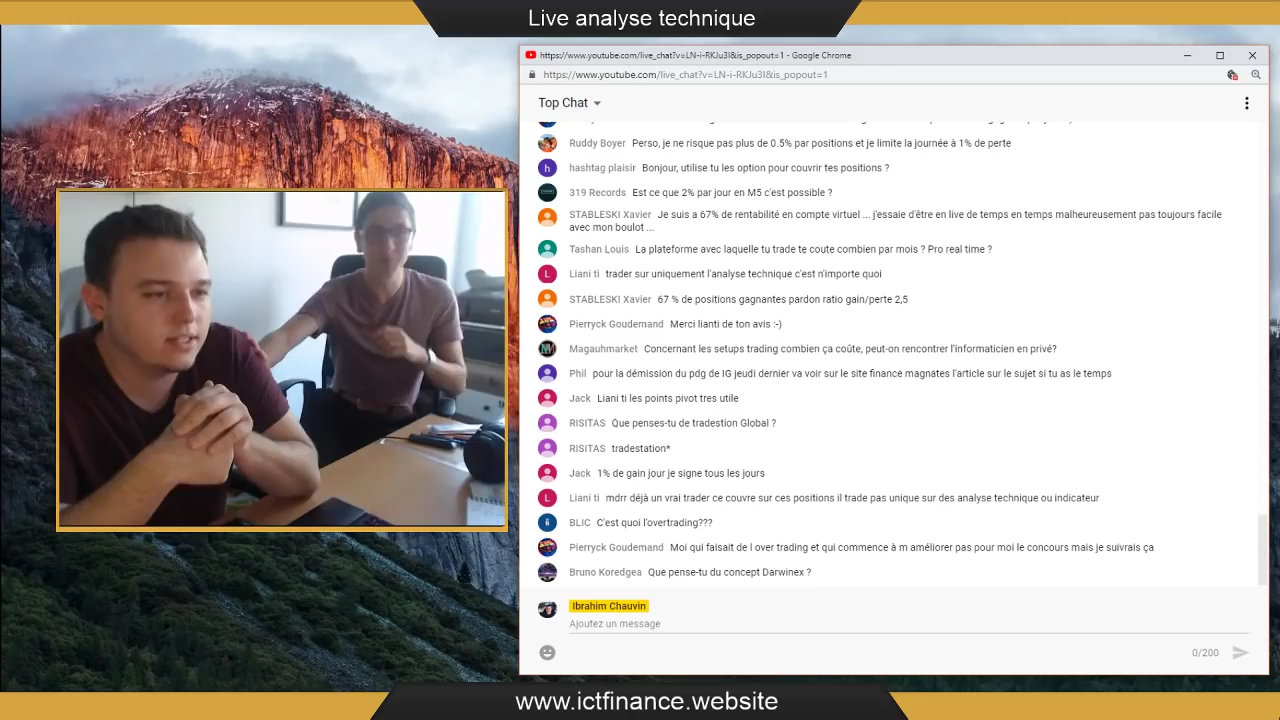 Live analyse technique
https://www.youtube.com/live_chat?v=LN-i-RKJu3I&is_popout=1 - Google Chrome
https://www.youtube.com/live_chat?v=LN-i-RKJu3I&is_popout=1
Top Chat
Ruddy Boyer Perso, je ne risque pas plus de 0.5% par positions et je limite la journée à 1% de perte
h
hashtag plaisir Bonjour, utilise tu les option pour couvrir tes positions ?
319 Records Est ce que 2% par jour en M5 c'est possible ?
STABLESKI Xavier Je suis a 67% de rentabilité en compte virtuel ... j'essaie d'être en live de temps en temps malheureusement pas toujours facile
avec mon boulot ...
Tashan Louis La plateforme avec laquelle tu trade te coute combien par mois ? Pro real time ?
L
Liani ti trader sur uniquement l'analyse technique c'est n'importe quoi
STABLESKI Xavier 67 % de positions gagnantes pardon ratio gain/perte 2,5
Pierryck Goudemand Merci lianti de ton avis :-)
Magauhmarket Concernant les setups trading combien ça coûte, peut-on rencontrer l'informaticien en privé?
Phil pour la démission du pdg de IG jeudi dernier va voir sur le site finance magnates l'article sur le sujet si tu as le temps
Jack Liani ti les points pivot tres utile
RISITAS Que penses-tu de tradestion Global ?
RISITAS tradestation*
Jack 1% de gain jour je signe tous les jours
L
Liani ti mdrr déjà un vrai trader ce couvre sur ces positions il trade pas unique sur des analyse technique ou indicateur
BLIC C'est quoi l'overtrading???
Pierryck Goudemand Moi qui faisait de l over trading et qui commence à m améliorer pas pour moi le concours mais je suivrais ça
Bruno Koredgea Que pense-tu du concept Darwinex ?
Ibrahim Chauvin
Ajoutez un message
0/200
www.ictfinance.website